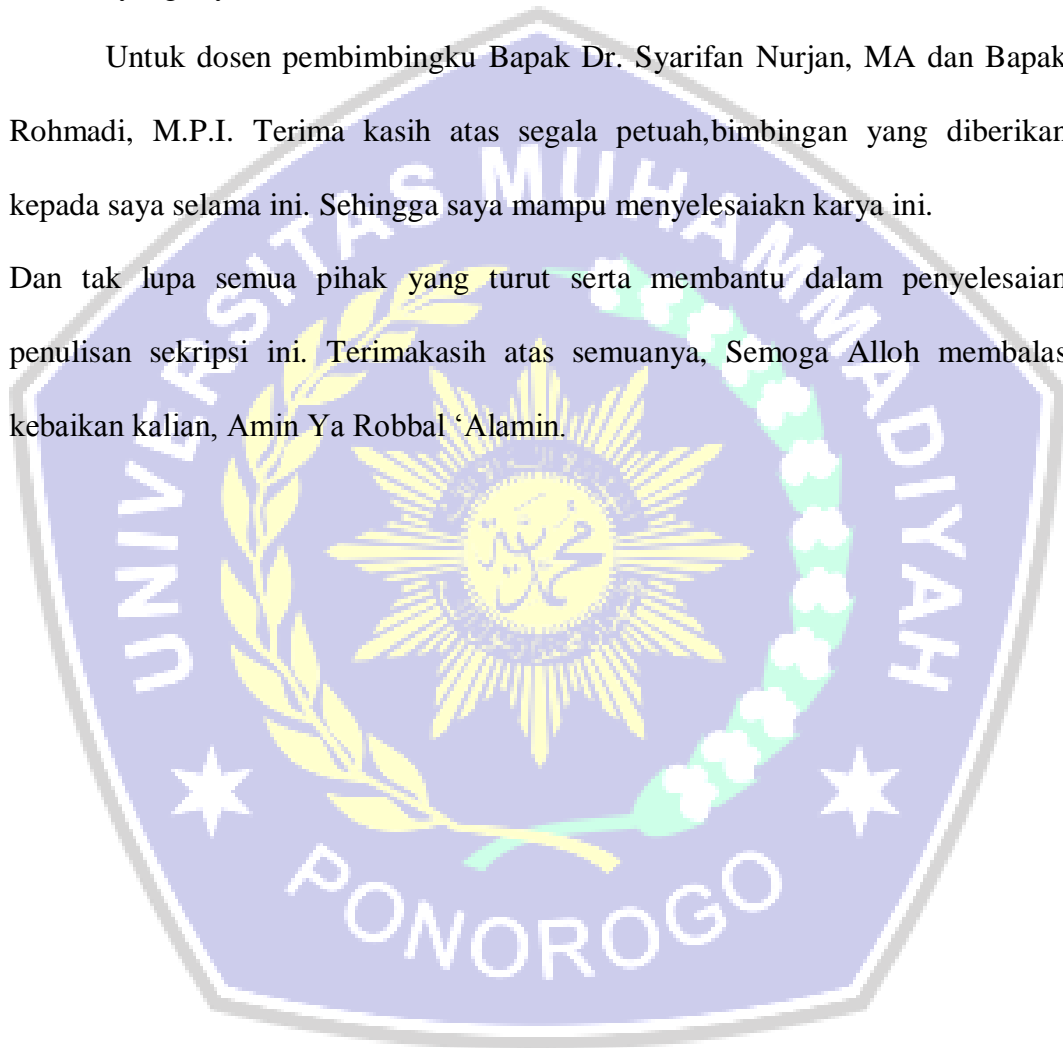 Untuk dosen pembimbingku Bapak Dr. Syarifan Nurjan, MA dan Bapak
Rohmadi, M.P.I. Terima kasih atas segala petuah,bimbingan yang diberikan
kepada saya selama ini. Sehingga saya mampu menyelesaiakn karya ini.
Dan tak lupa semua pihak yang turut serta membantu dalam penyelesaian
penulisan sekripsi ini. Terimakasih atas semuanya, Semoga Alloh membalas
kebaikan kalian, Amin Ya Robbal ‘Alamin.
UNIVERSITAS MUHAMMADIYAH
PONOROGO